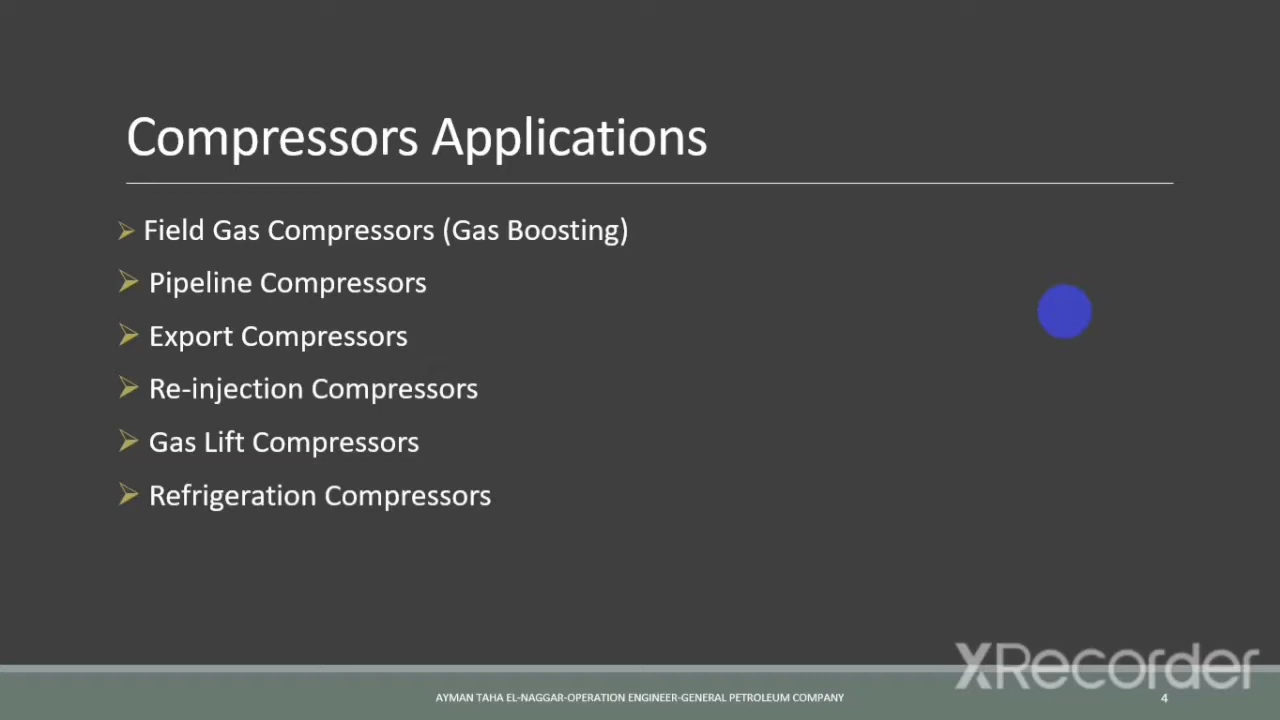 Compressors Applications
Field Gas Compressors (Gas Boosting)
Pipeline Compressors
Export Compressors
Re-injection Compressors
Gas Lift Compressors
Refrigeration Compressors
XRecorder
AYMAN TAHA EL-NAGGAR-OPERATION ENGINEER-GENERAL PETROLEUM COMPANY
4